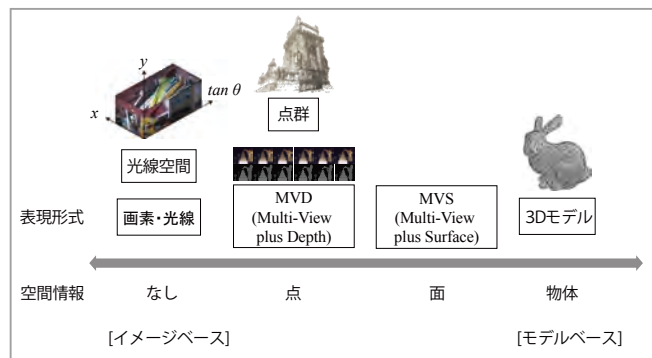 y
x
tan θ
点群
光線空間
表現形式
画素・光線
MVD
(Multi-View
plus Depth)
MVS
(Multi-View
plus Surface)
3Dモデル
空間情報
なし
点
面
物体
[イメージベース]
[モデルベース]